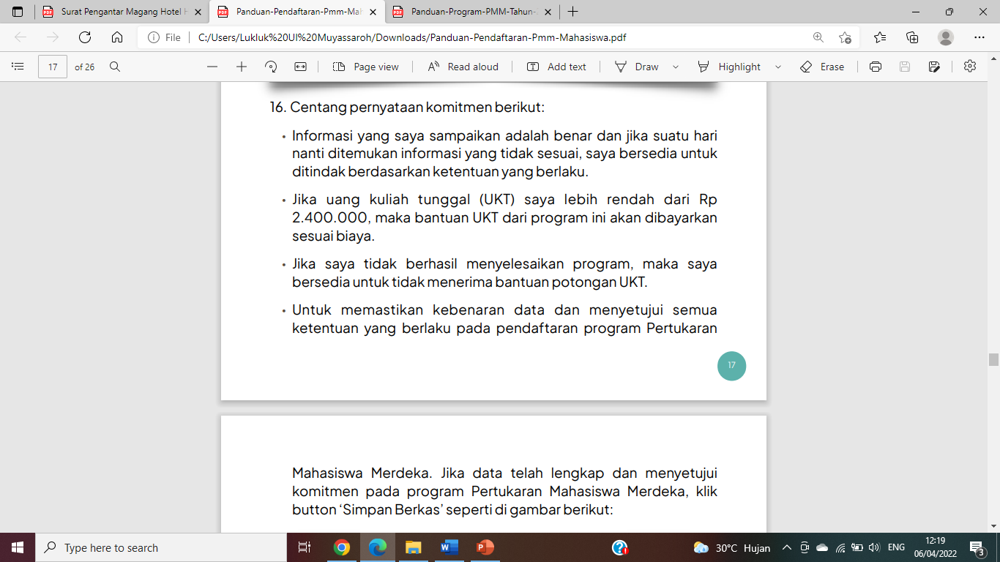 Surat Pengantar Magang Hotel H
Panduan-Pendaftaran-Pmm-Mah
Panduan-Program-PMM-Tahun-
File
C:/Users/Lukluk%20Ul%20Muyassaroh/Downloads/Panduan-Pendaftaran-Pmm-Mahasiswa.pdf
17 of 26
Page view
Read aloud
Add text
Draw
Highlight
Erase
16. Centang pernyataan komitmen berikut:
• Informasi yang saya sampaikan adalah benar dan jika suatu hari
nanti ditemukan informasi yang tidak sesuai, saya bersedia untuk
ditindak berdasarkan ketentuan yang berlaku.
• Jika uang kuliah tunggal (UKT) saya lebih rendah dari Rp
2.400.000, maka bantuan UKT dari program ini akan dibayarkan
sesuai biaya.
• Jika saya tidak berhasil menyelesaikan program, maka saya
bersedia untuk tidak menerima bantuan potongan UKT.
• Untuk memastikan kebenaran data dan menyetujui semua
ketentuan yang berlaku pada pendaftaran program Pertukaran
17
Mahasiswa Merdeka. Jika data telah lengkap dan menyetujui
komitmen pada program Pertukaran Mahasiswa Merdeka, klik
button ‘Simpan Berkas’ seperti di gambar berikut:
Type here to search
30°C Hujan
ENG
12:19
06/04/2022
3